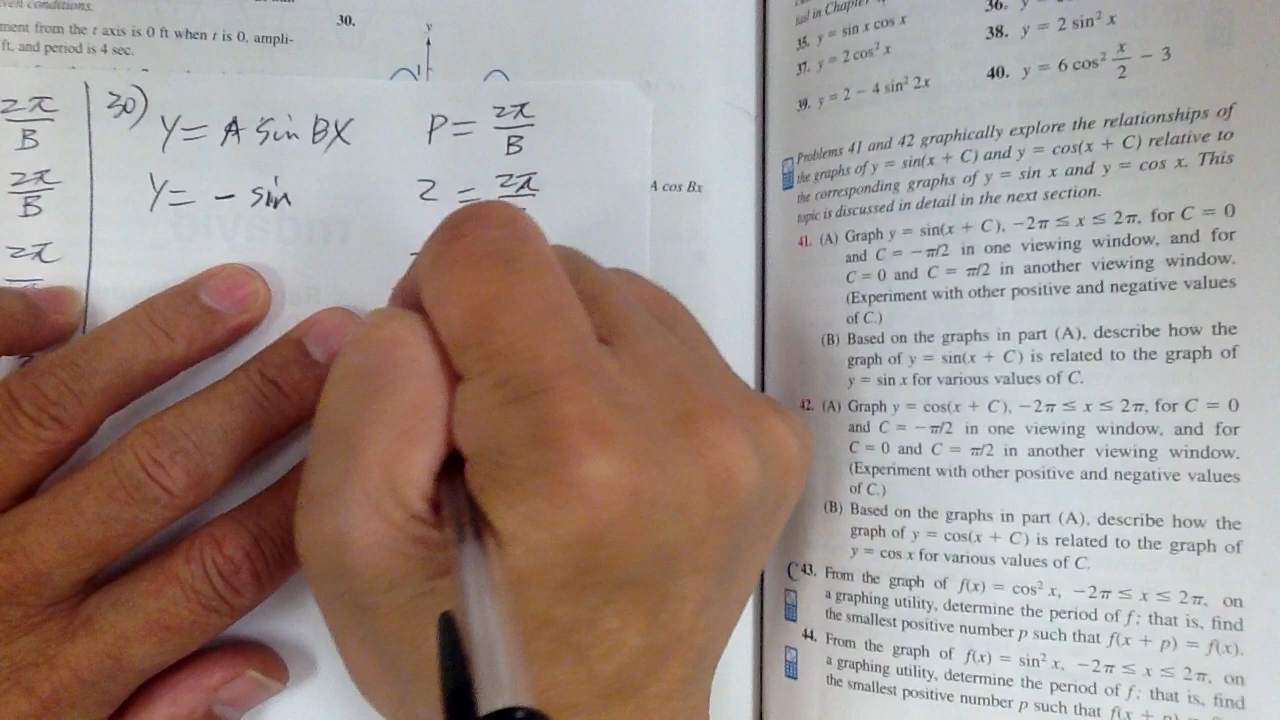 ven conditions.
ment from the t axis is 0 ft when t is 0, ampli-
ft, and period is 4 sec.
30.
y
1
2π/B
2π/B
2π
30) Y = A sin BX
Y = - sin
P = 2π/B
2 = 2π
A cos Bx
in Chapter
35. y = sin x cos x
36. y
37. y = 2 cos² x
38. y = 2 sin² x
39. y = 2 − 4 sin² 2x
40. y = 6 cos² x/2 − 3
Problems 41 and 42 graphically explore the relationships of
the graphs of y = sin(x + C) and y = cos(x + C) relative to
the corresponding graphs of y = sin x and y = cos x. This
topic is discussed in detail in the next section.
41. (A) Graph y = sin(x + C), −2π ≤ x ≤ 2π, for C = 0
and C = −π/2 in one viewing window, and for
C = 0 and C = π/2 in another viewing window.
(Experiment with other positive and negative values
of C.)
(B) Based on the graphs in part (A), describe how the
graph of y = sin(x + C) is related to the graph of
y = sin x for various values of C.
42. (A) Graph y = cos(x + C), −2π ≤ x ≤ 2π, for C = 0
and C = −π/2 in one viewing window, and for
C = 0 and C = π/2 in another viewing window.
(Experiment with other positive and negative values
of C.)
(B) Based on the graphs in part (A), describe how the
graph of y = cos(x + C) is related to the graph of
y = cos x for various values of C.
C 43. From the graph of f(x) = cos² x, −2π ≤ x ≤ 2π, on
a graphing utility, determine the period of f; that is, find
the smallest positive number p such that f(x + p) = f(x).
44. From the graph of f(x) = sin² x, −2π ≤ x ≤ 2π, on
a graphing utility, determine the period of f; that is, find
the smallest positive number p such that f(x + p)